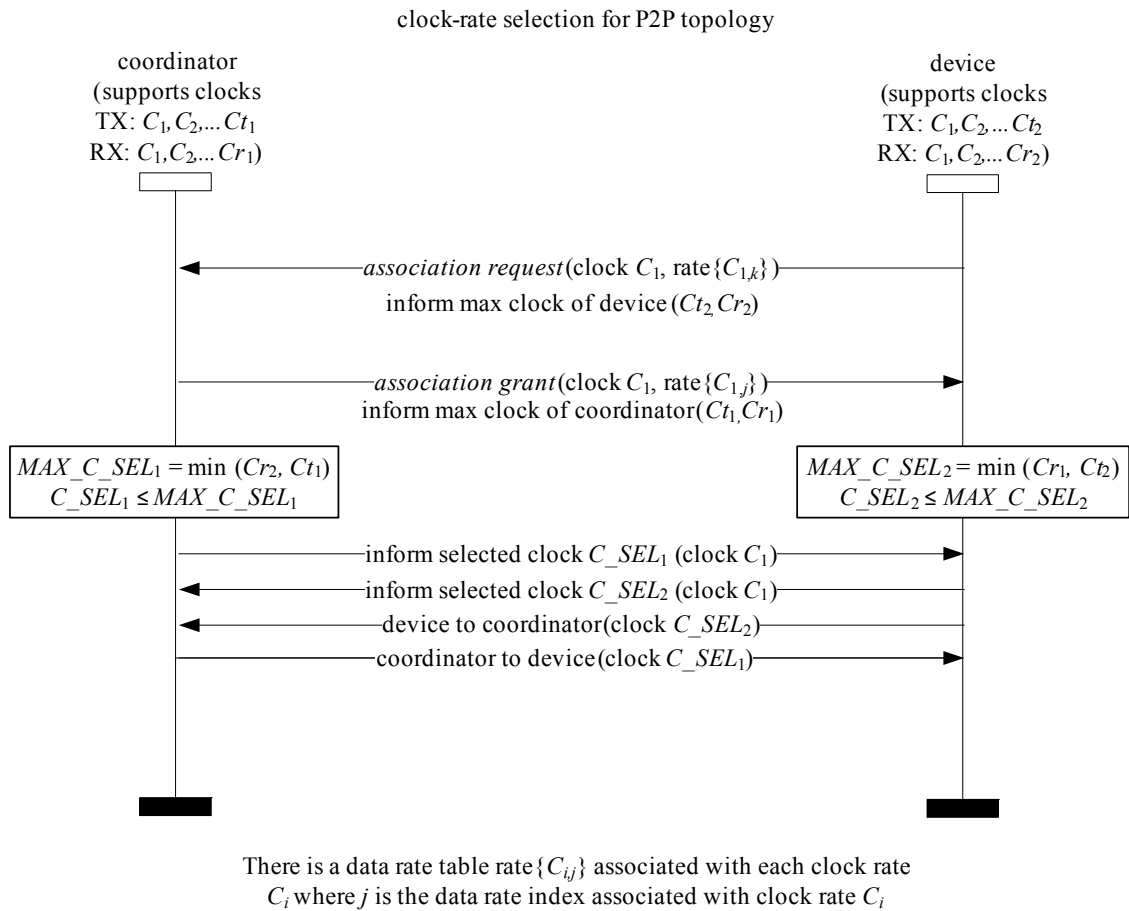 clock-rate selection for P2P topology
coordinator
(supports clocks
TX: C₁,C₂,... Ct₁
RX: C₁,C₂,... Cr₁)
device
(supports clocks
TX: C₁,C₂,... Ct₂
RX: C₁,C₂,... Cr₂)
association request(clock C₁, rate{C₁,ₖ})
inform max clock of device (Ct₂,Cr₂)
association grant(clock C₁, rate{C₁,ⱼ})
inform max clock of coordinator(Ct₁,Cr₁)
MAX_C_SEL₁ = min (Cr₂, Ct₁)
C_SEL₁ ≤ MAX_C_SEL₁
MAX_C_SEL₂ = min (Cr₁, Ct₂)
C_SEL₂ ≤ MAX_C_SEL₂
inform selected clock C_SEL₁ (clock C₁)
inform selected clock C_SEL₂ (clock C₁)
device to coordinator(clock C_SEL₂)
coordinator to device(clock C_SEL₁)
There is a data rate table rate{Cᵢ,ⱼ} associated with each clock rate
Cᵢ where j is the data rate index associated with clock rate Cᵢ